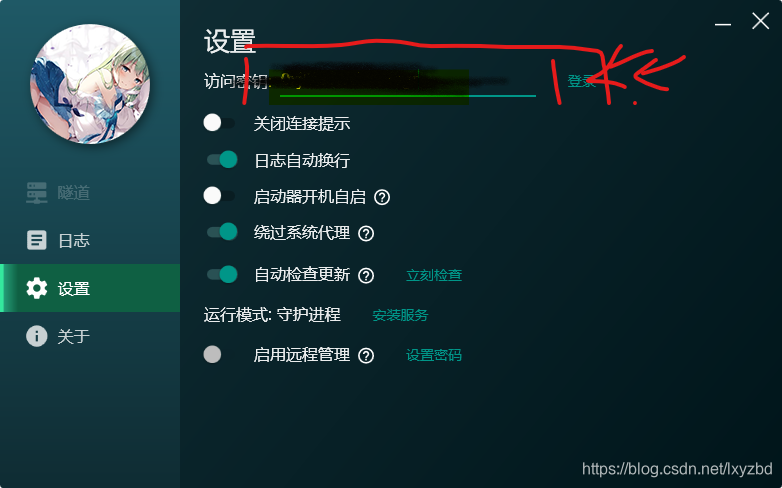 设置
访问密钥:
登录
关闭连接提示
日志自动换行
启动器开机自启
绕过系统代理
自动检查更新 立刻检查
运行模式: 守护进程 安装服务
启用远程管理 设置密码
隧道
日志
设置
关于
https://blog.csdn.net/lxyzbd